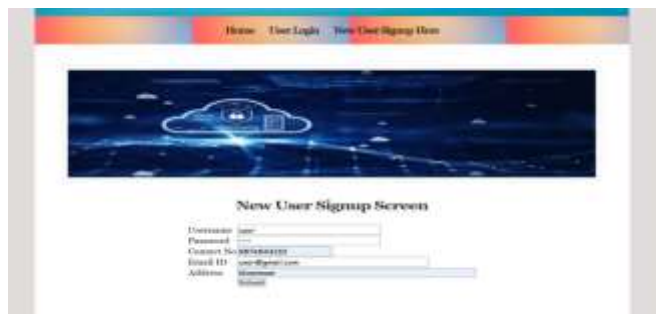 Home User Login New User Signup Here
New User Signup Screen
Username user
Password
Contact No
Email ID
Address
Submit